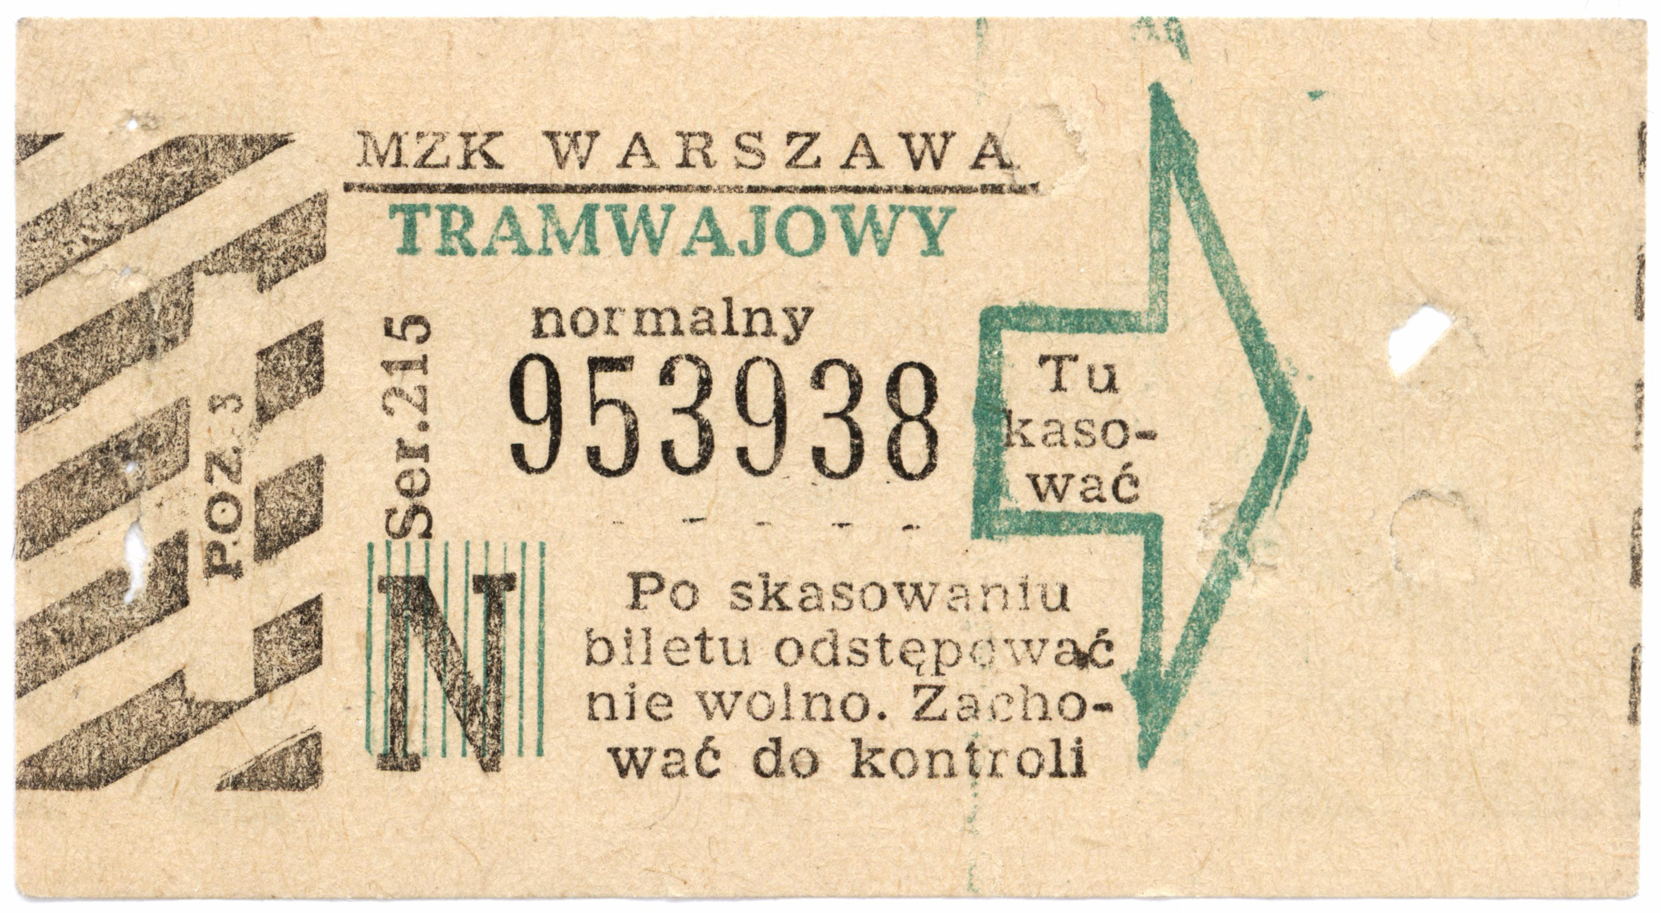 MZK WARSZAWA
TRAMWAJOWY
normalny
953938
Ser.215
POZ.3
N
Tu
kaso-
wać
Po skasowaniu
biletu odstępować
nie wolno. Zacho-
wać do kontroli